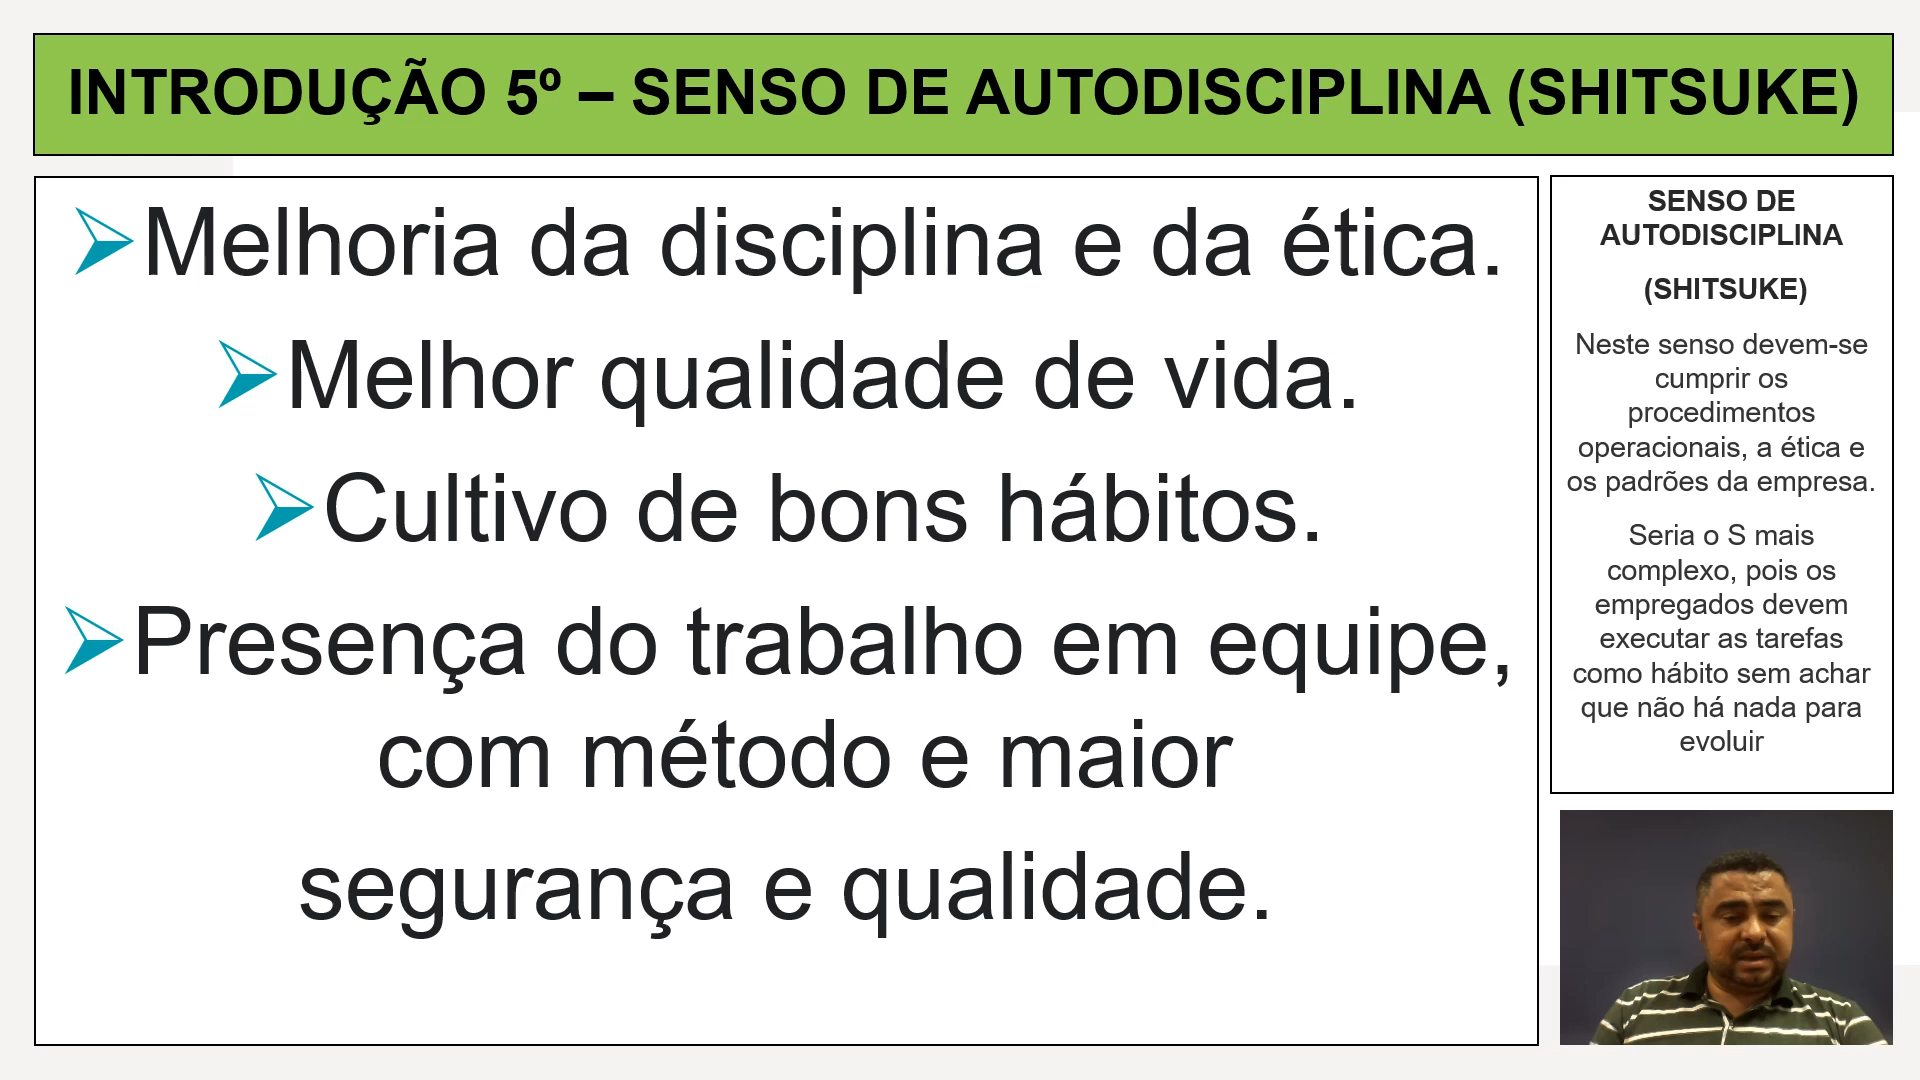 INTRODUÇÃO 5º – SENSO DE AUTODISCIPLINA (SHITSUKE)
Melhoria da disciplina e da ética.
Melhor qualidade de vida.
Cultivo de bons hábitos.
Presença do trabalho em equipe,
com método e maior
segurança e qualidade.
SENSO DE
AUTODISCIPLINA
(SHITSUKE)
Neste senso devem-se
cumprir os
procedimentos
operacionais, a ética e
os padrões da empresa.
Seria o S mais
complexo, pois os
empregados devem
executar as tarefas
como hábito sem achar
que não há nada para
evoluir